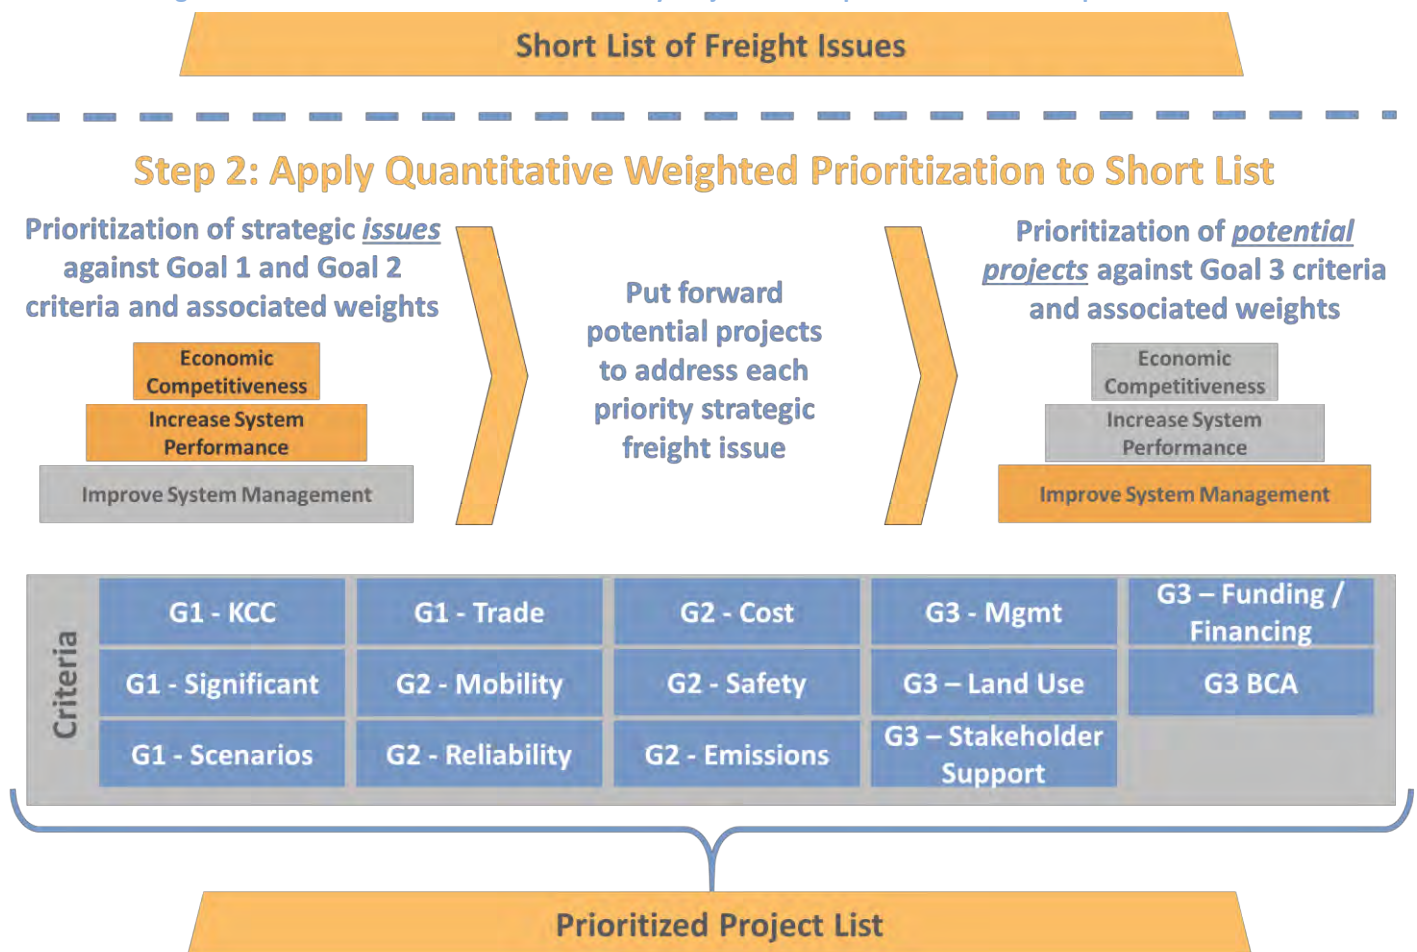 Short List of Freight Issues
Step 2: Apply Quantitative Weighted Prioritization to Short List
Prioritization of strategic issues
against Goal 1 and Goal 2
criteria and associated weights
Economic
Competitiveness
Increase System
Performance
Improve System Management
Put forward
potential projects
to address each
priority strategic
freight issue
Prioritization of potential
projects against Goal 3 criteria
and associated weights
Economic
Competitiveness
Increase System
Performance
Improve System Management
Criteria
G1 - KCC
G1 - Trade
G2 - Cost
G3 - Mgmt
G3 – Funding /
Financing
G1 - Significant
G2 - Mobility
G2 - Safety
G3 – Land Use
G3 BCA
G1 - Scenarios
G2 - Reliability
G2 - Emissions
G3 – Stakeholder
Support
Prioritized Project List